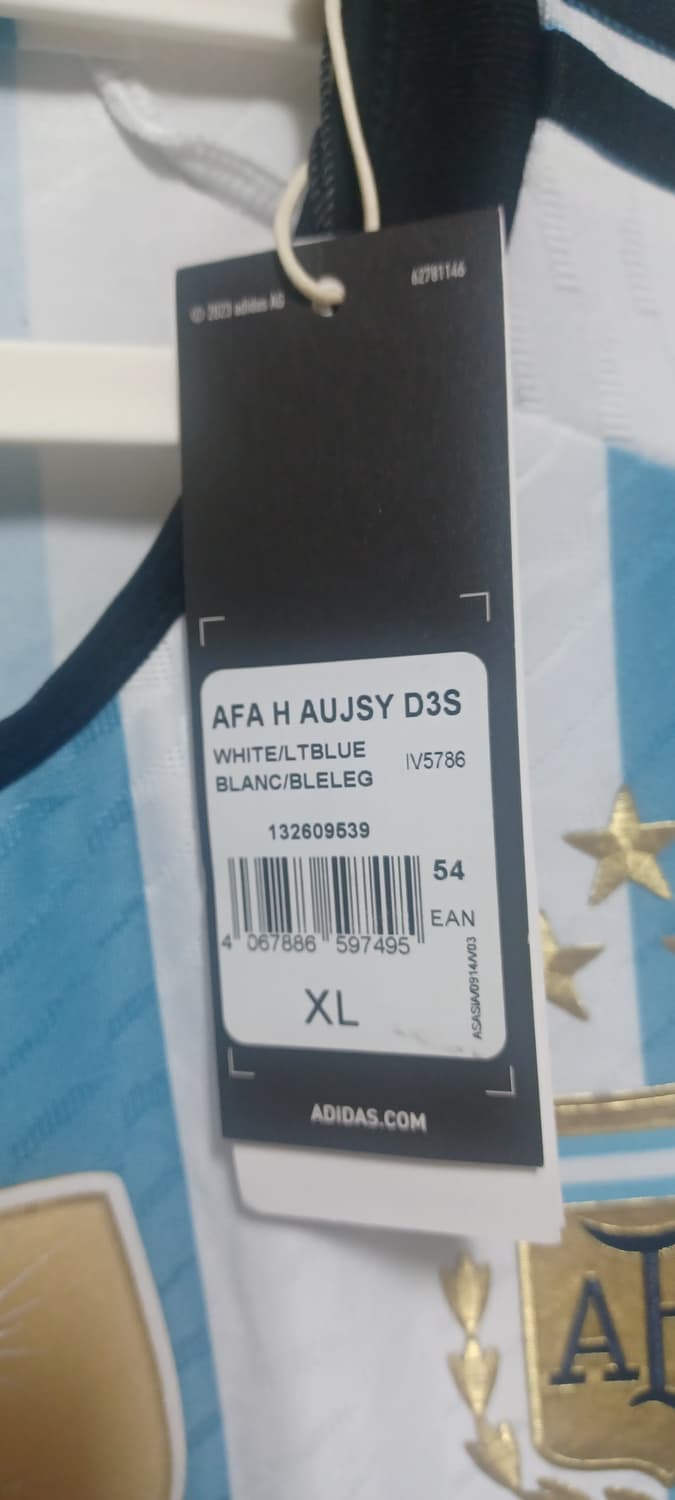 © 2023 adidas AG
62781146
AFA H AUJSY D3S
WHITE/LTBLUE
BLANC/BLELEG
IV5786
132609539
54
EAN
4 067886 597495
ASASIA/0914/V03
XL
ADIDAS.COM
AF